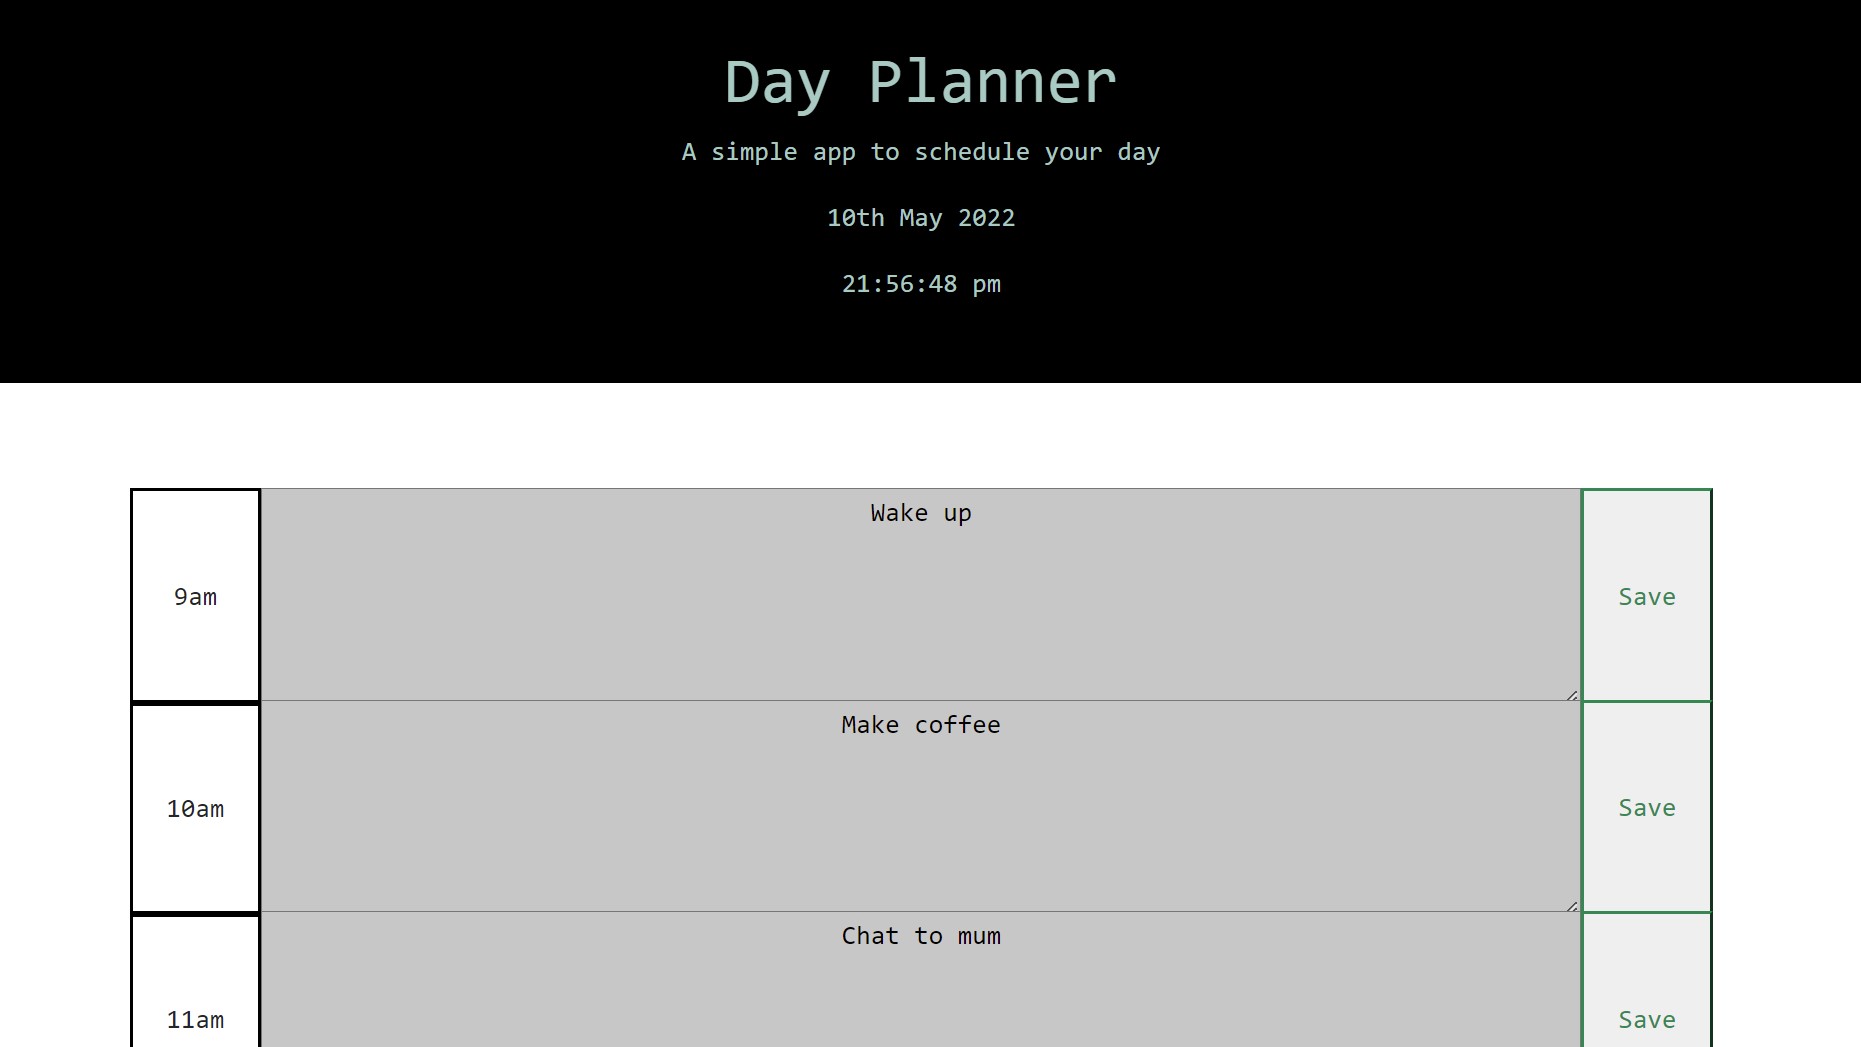 Day Planner
A simple app to schedule your day
10th May 2022
21:56:48 pm
Wake up
9am
Save
Make coffee
10am
Save
Chat to mum
11am
Save